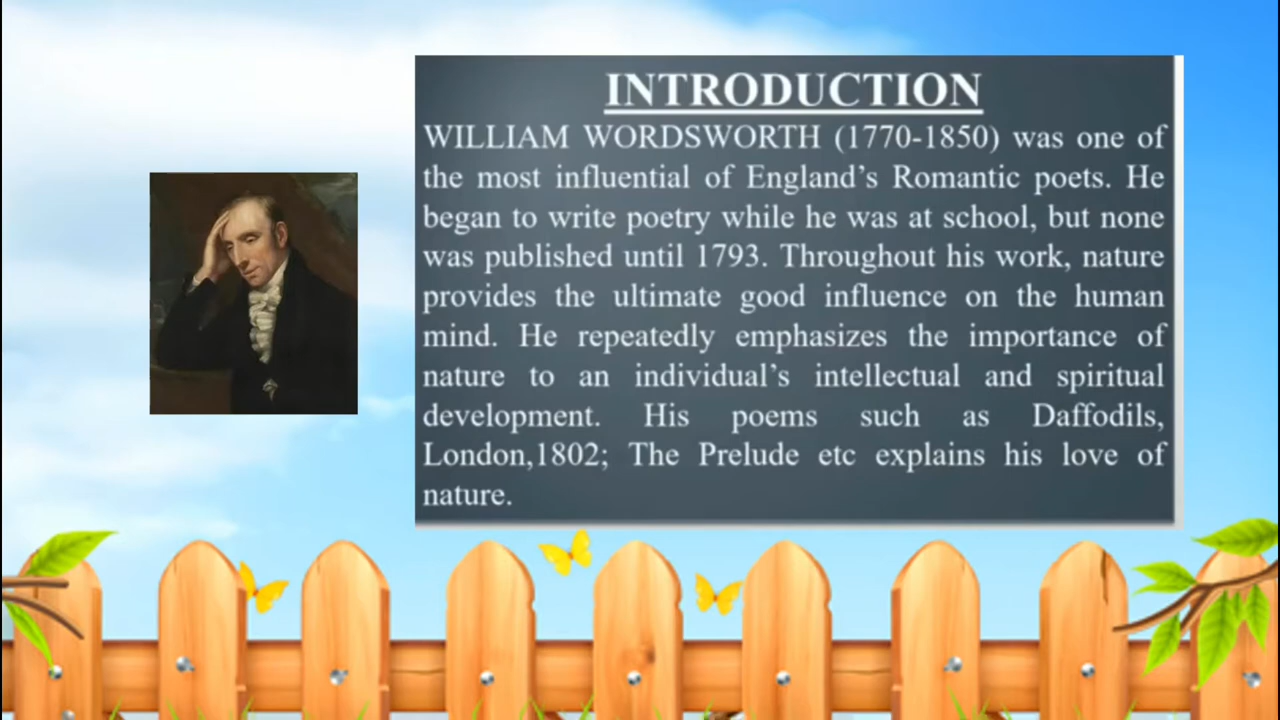 INTRODUCTION
WILLIAM WORDSWORTH (1770-1850) was one of
the most influential of England’s Romantic poets. He
began to write poetry while he was at school, but none
was published until 1793. Throughout his work, nature
provides the ultimate good influence on the human
mind. He repeatedly emphasizes the importance of
nature to an individual’s intellectual and spiritual
development. His poems such as Daffodils,
London,1802; The Prelude etc explains his love of
nature.